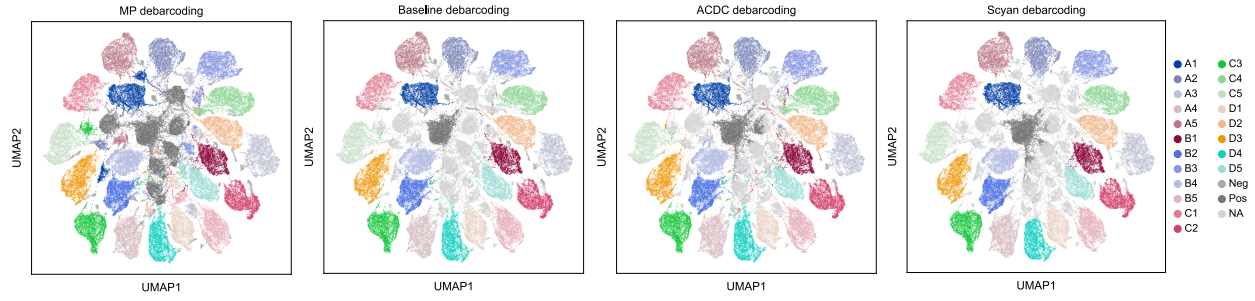 MP debarcoding
Baseline debarcoding
ACDC debarcoding
Scyan debarcoding
UMAP2
UMAP2
UMAP2
UMAP2
UMAP1
UMAP1
UMAP1
UMAP1
A1
A2
A3
A4
A5
B1
B2
B3
B4
B5
C1
C2
C3
C4
C5
D1
D2
D3
D4
D5
Neg
Pos
NA